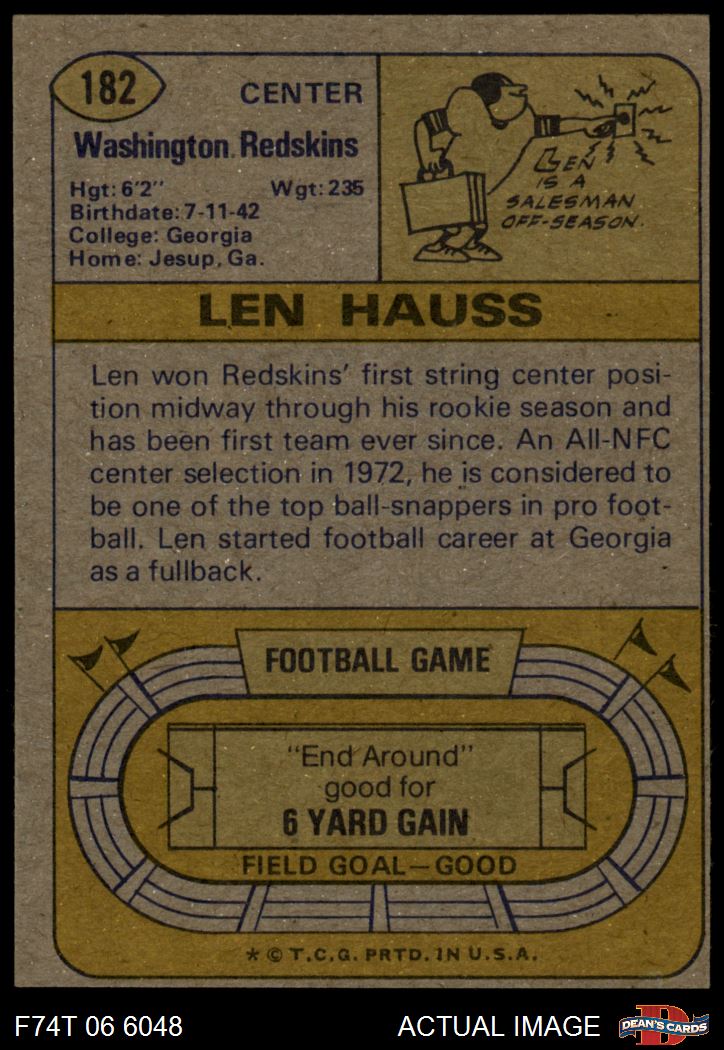 182
CENTER
Washington Redskins
Hgt: 6'2" Wgt: 235
Birthdate: 7-11-42
College: Georgia
Home: Jesup, Ga.
LEN
IS A
SALESMAN
OFF-SEASON.
LEN HAUSS
Len won Redskins' first string center posi-
tion midway through his rookie season and
has been first team ever since. An All-NFC
center selection in 1972, he is considered to
be one of the top ball-snappers in pro foot-
ball. Len started football career at Georgia
as a fullback.
FOOTBALL GAME
"End Around"
good for
6 YARD GAIN
FIELD GOAL—GOOD
* © T.C.G. PRTD. IN U.S.A.
F74T 06 6048 ACTUAL IMAGE
D
DEAN'S CARDS